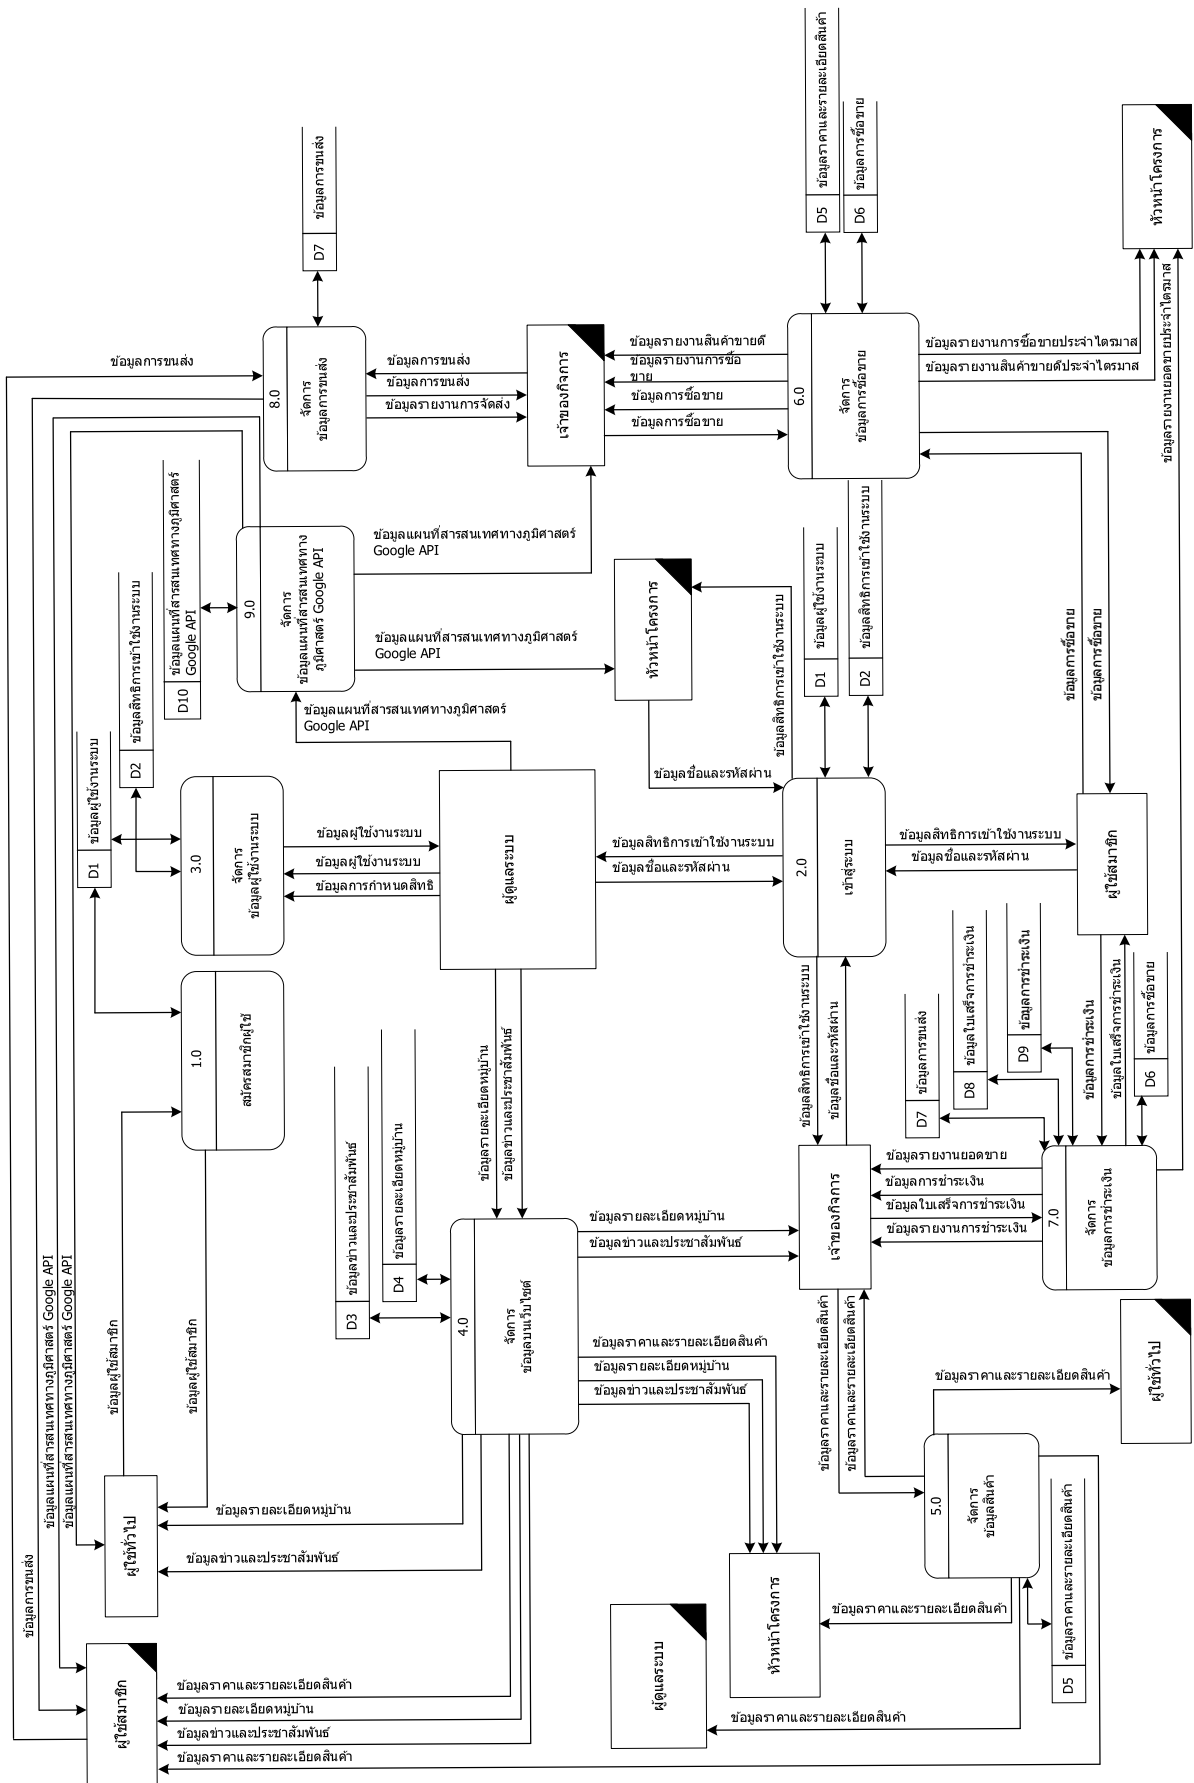 D5
ข้อมูลราคาและรายละเอียดสินค้า
D6
ข้อมูลการซื้อขาย
หัวหน้าโครงการ
D7
ข้อมูลการขนส่ง
ข้อมูลการขนส่ง
8.0
จัดการ
ข้อมูลการขนส่ง
ข้อมูลการขนส่ง
ข้อมูลการขนส่ง
ข้อมูลรายงานการจัดส่ง
เจ้าของกิจการ
ข้อมูลรายงานสินค้าขายดี
ข้อมูลรายงานการซื้อ
ขาย
ข้อมูลการซื้อขาย
ข้อมูลการซื้อขาย
6.0
จัดการ
ข้อมูลการซื้อขาย
ข้อมูลรายงานการซื้อขายประจำไตรมาส
ข้อมูลรายงานสินค้าขายดีประจำไตรมาส
ข้อมูลรายงานยอดขายประจำไตรมาส
D10
ข้อมูลแผนที่สารสนเทศทางภูมิศาสตร์
Google API
9.0
จัดการ
ข้อมูลแผนที่สารสนเทศทาง
ภูมิศาสตร์ Google API
ข้อมูลแผนที่สารสนเทศทางภูมิศาสตร์
Google API
ข้อมูลแผนที่สารสนเทศทางภูมิศาสตร์
Google API
ข้อมูลแผนที่สารสนเทศทางภูมิศาสตร์
Google API
หัวหน้าโครงการ
ข้อมูลสิทธิการเข้าใช้งานระบบ
ข้อมูลชื่อและรหัสผ่าน
D1
ข้อมูลผู้ใช้งานระบบ
D2
ข้อมูลสิทธิการเข้าใช้งานระบบ
ข้อมูลการซื้อขาย
ข้อมูลการซื้อขาย
D1
ข้อมูลผู้ใช้งานระบบ
D2
ข้อมูลสิทธิการเข้าใช้งานระบบ
3.0
จัดการ
ข้อมูลผู้ใช้งานระบบ
ข้อมูลผู้ใช้งานระบบ
ข้อมูลผู้ใช้งานระบบ
ข้อมูลการกำหนดสิทธิ
ผู้ดูแลระบบ
ข้อมูลสิทธิการเข้าใช้งานระบบ
ข้อมูลชื่อและรหัสผ่าน
2.0
เข้าสู่ระบบ
ข้อมูลสิทธิการเข้าใช้งานระบบ
ข้อมูลชื่อและรหัสผ่าน
ผู้ใช้สมาชิก
1.0
สมัครสมาชิกผู้ใช้
ข้อมูลรายละเอียดหมู่บ้าน
ข้อมูลข่าวและประชาสัมพันธ์
ข้อมูลสิทธิการเข้าใช้งานระบบ
ข้อมูลชื่อและรหัสผ่าน
D7
ข้อมูลการขนส่ง
D8
ข้อมูลใบเสร็จการชำระเงิน
D9
ข้อมูลการชำระเงิน
ข้อมูลการชำระเงิน
ข้อมูลใบเสร็จการชำระเงิน
D6
ข้อมูลการซื้อขาย
D3
ข้อมูลข่าวและประชาสัมพันธ์
D4
ข้อมูลรายละเอียดหมู่บ้าน
4.0
จัดการ
ข้อมูลบนเว็บไซต์
ข้อมูลรายละเอียดหมู่บ้าน
ข้อมูลข่าวและประชาสัมพันธ์
เจ้าของกิจการ
ข้อมูลรายงานยอดขาย
ข้อมูลการชำระเงิน
ข้อมูลใบเสร็จการชำระเงิน
ข้อมูลรายงานการชำระเงิน
7.0
จัดการ
ข้อมูลการชำระเงิน
ข้อมูลแผนที่สารสนเทศทางภูมิศาสตร์ Google API
ข้อมูลแผนที่สารสนเทศทางภูมิศาสตร์ Google API
ข้อมูลผู้ใช้สมาชิก
ข้อมูลผู้ใช้สมาชิก
ข้อมูลราคาและรายละเอียดสินค้า
ข้อมูลรายละเอียดหมู่บ้าน
ข้อมูลข่าวและประชาสัมพันธ์
ข้อมูลราคาและรายละเอียดสินค้า
ข้อมูลราคาและรายละเอียดสินค้า
ข้อมูลราคาและรายละเอียดสินค้า
ผู้ใช้ทั่วไป
5.0
จัดการ
ข้อมูลสินค้า
ผู้ใช้ทั่วไป
ข้อมูลรายละเอียดหมู่บ้าน
ข้อมูลข่าวและประชาสัมพันธ์
ข้อมูลการขนส่ง
หัวหน้าโครงการ
ข้อมูลราคาและรายละเอียดสินค้า
D5
ข้อมูลราคาและรายละเอียดสินค้า
ผู้ดูแลระบบ
ข้อมูลราคาและรายละเอียดสินค้า
ผู้ใช้สมาชิก
ข้อมูลราคาและรายละเอียดสินค้า
ข้อมูลรายละเอียดหมู่บ้าน
ข้อมูลข่าวและประชาสัมพันธ์
ข้อมูลราคาและรายละเอียดสินค้า